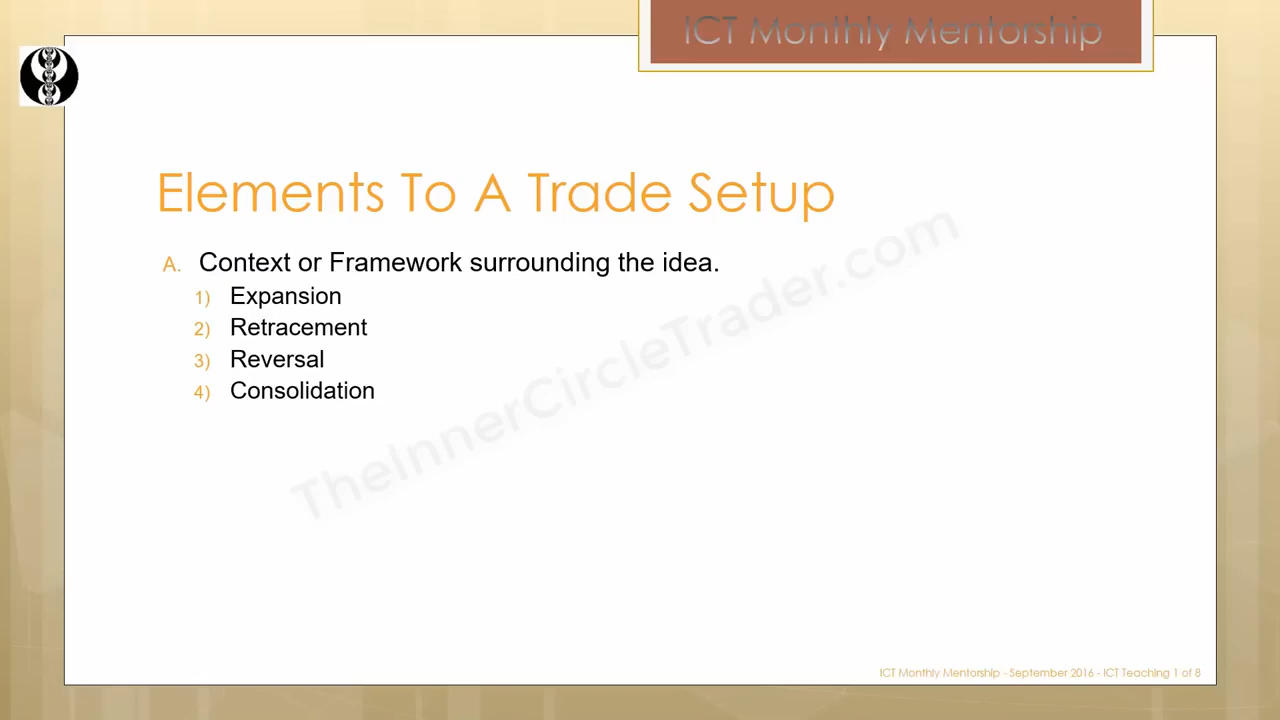 ICT Monthly Mentorship
Elements To A Trade Setup
A. Context or Framework surrounding the idea.
1) Expansion
2) Retracement
3) Reversal
4) Consolidation
TheInnerCircleTrader.com
ICT Monthly Mentorship - September 2016 - ICT Teaching 1 of 8